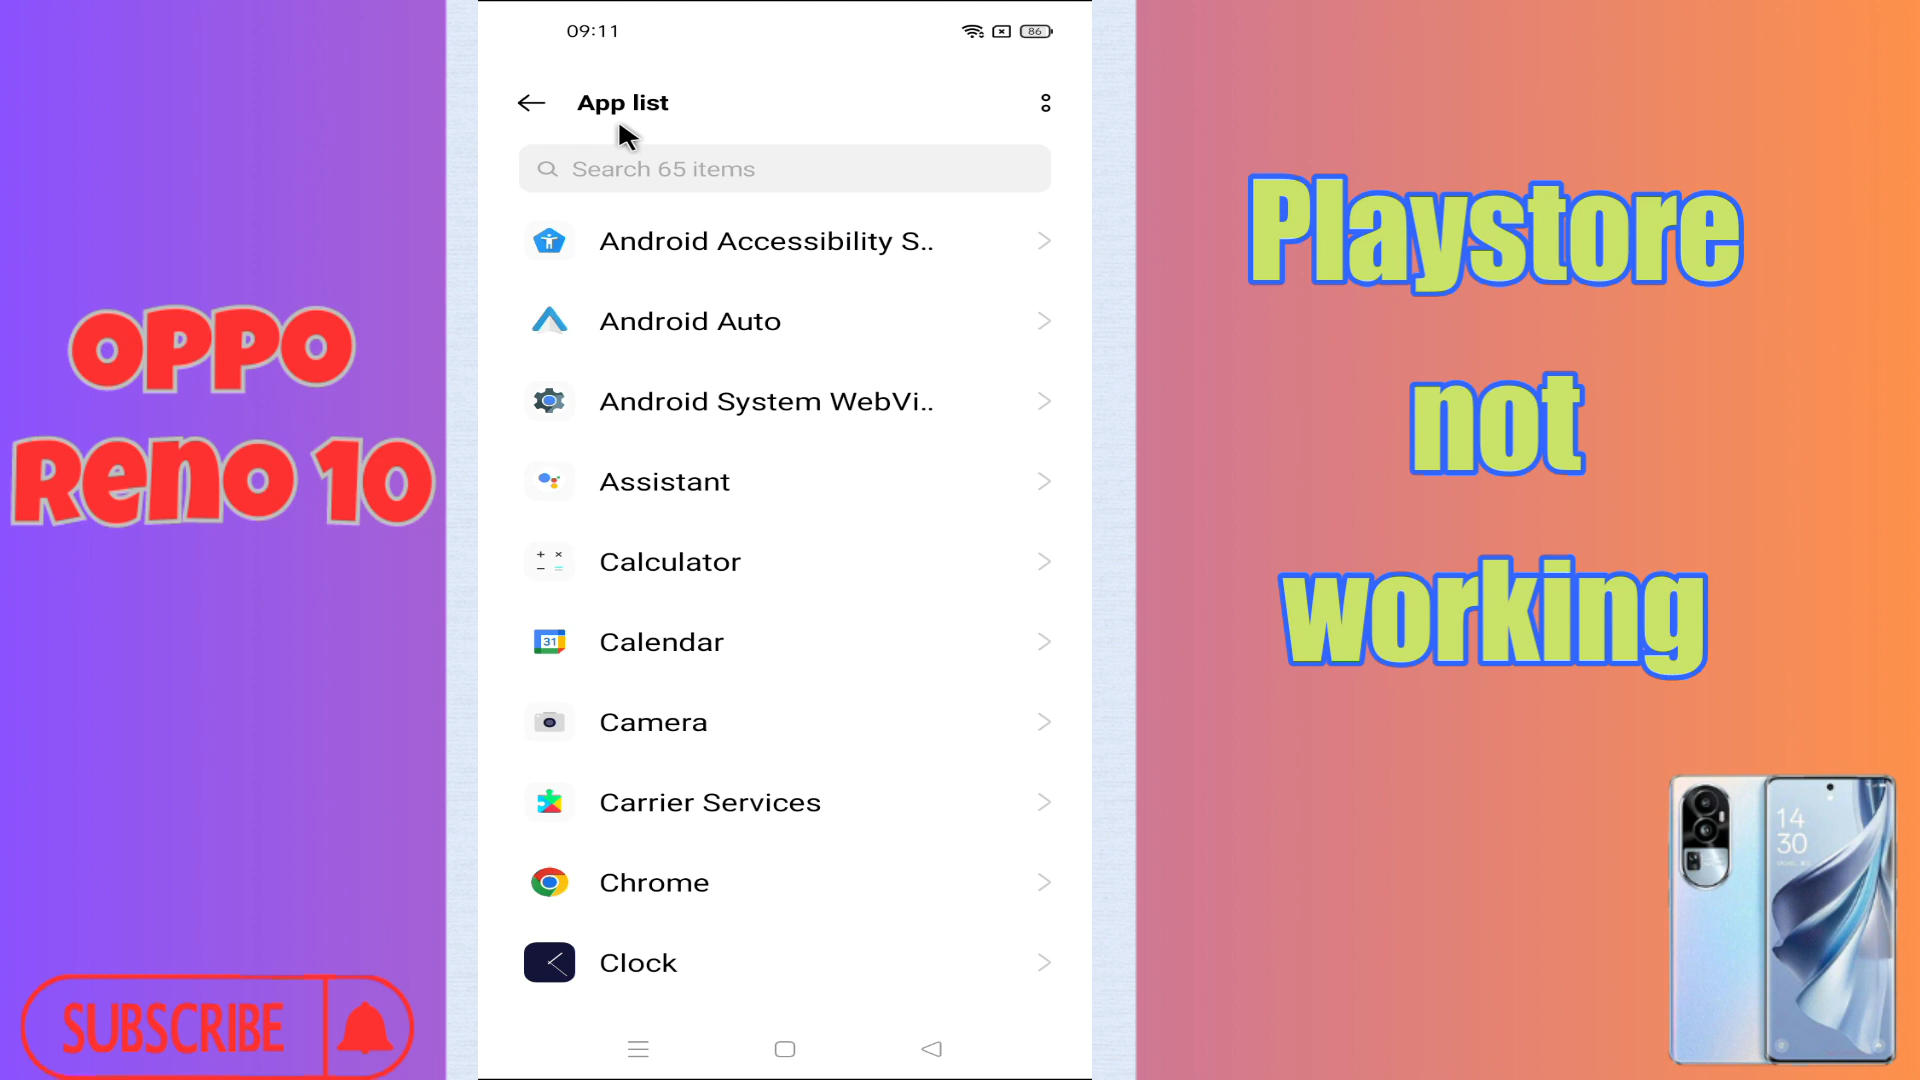 OPPO
Reno 10
SUBSCRIBE
09:11
86
App list
Search 65 items
Android Accessibility S..
Android Auto
Android System WebVi..
Assistant
Calculator
31
Calendar
Camera
Carrier Services
Chrome
Clock
Playstore
not
working
14
30